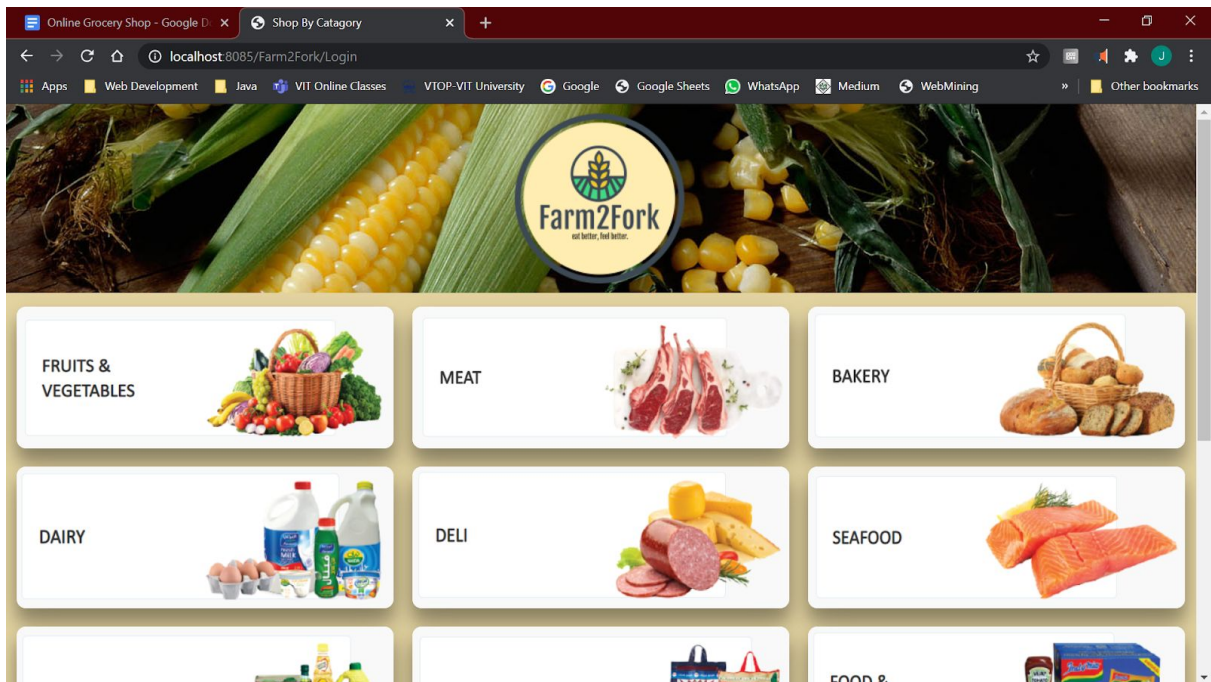 Online Grocery Shop - Google D
Shop By Catagory
localhost:8085/Farm2Fork/Login
Apps
Web Development
Java
VIT Online Classes
VTOP-VIT University
Google
Google Sheets
WhatsApp
Medium
WebMining
»
Other bookmarks
J
Farm2Fork
eat better, feel better.
FRUITS &
VEGETABLES
MEAT
BAKERY
DAIRY
DELI
SEAFOOD
FOOD &